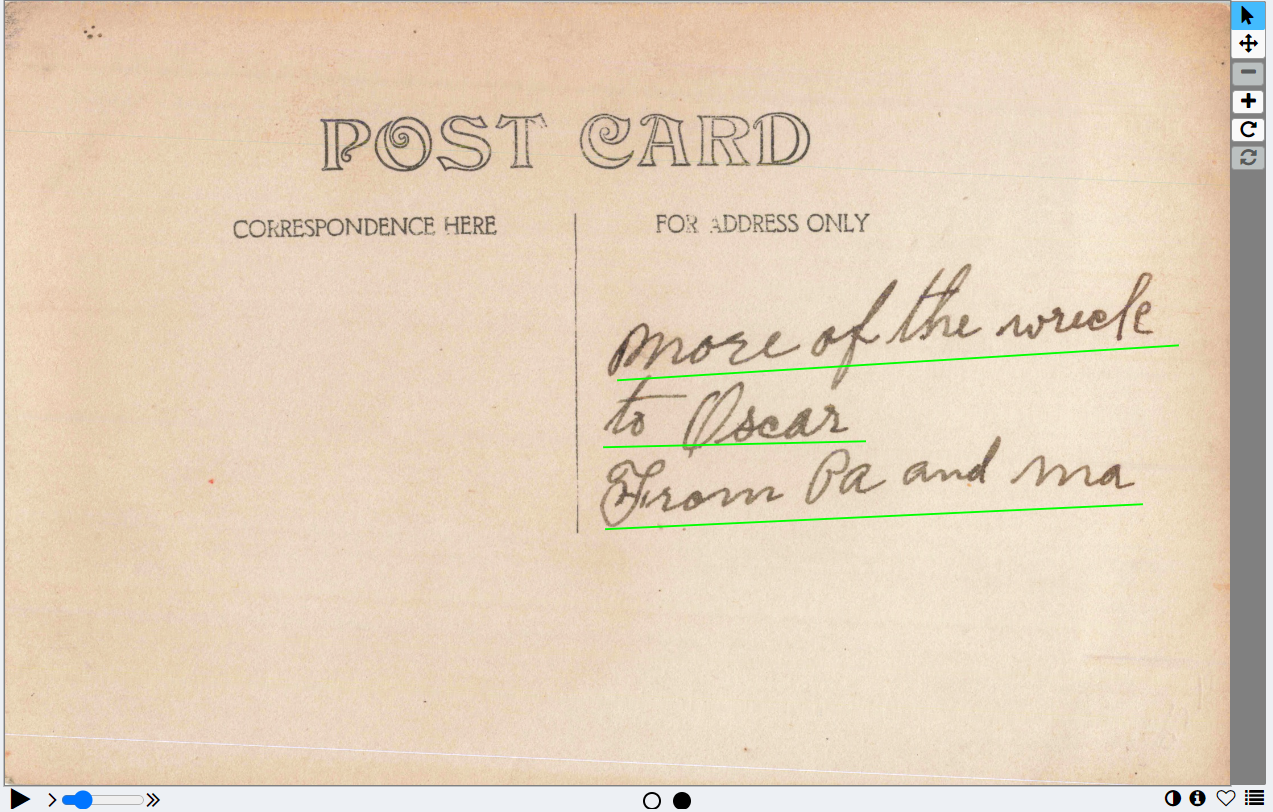 POST CARD
CORRESPONDENCE HERE
FOR ADDRESS ONLY
more of the wreck
to Oscar
From Pa and ma